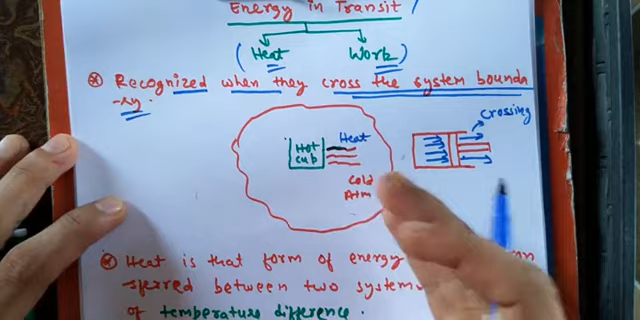 Energy in Transit
(Heat Work)
⊛ Recognized when they cross the system bounda
-ry.
crossing
Hot
cub
Heat
Cold
Atm
⊛ Heat is that form of energy
sferred between two system
of temperature difference.